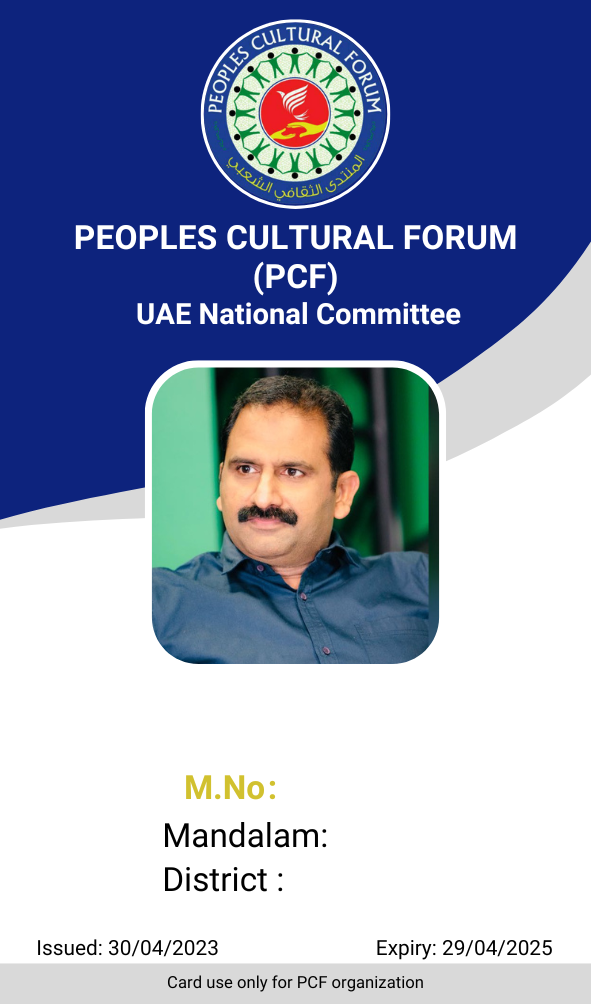 PEOPLES CULTURAL FORUM
المنتدى الثقافي الشعبي
PEOPLES CULTURAL FORUM
(PCF)
UAE National Committee
M.No:
Mandalam:
District :
Issued: 30/04/2023
Expiry: 29/04/2025
Card use only for PCF organization